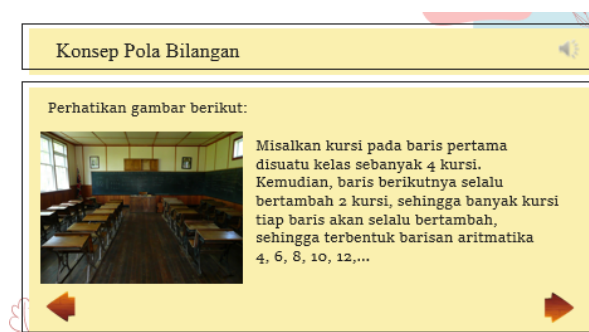 Konsep Pola Bilangan
Perhatikan gambar berikut:
Misalkan kursi pada baris pertama
disuatu kelas sebanyak 4 kursi.
Kemudian, baris berikutnya selalu
bertambah 2 kursi, sehingga banyak kursi
tiap baris akan selalu bertambah,
sehingga terbentuk barisan aritmatika
4, 6, 8, 10, 12,...